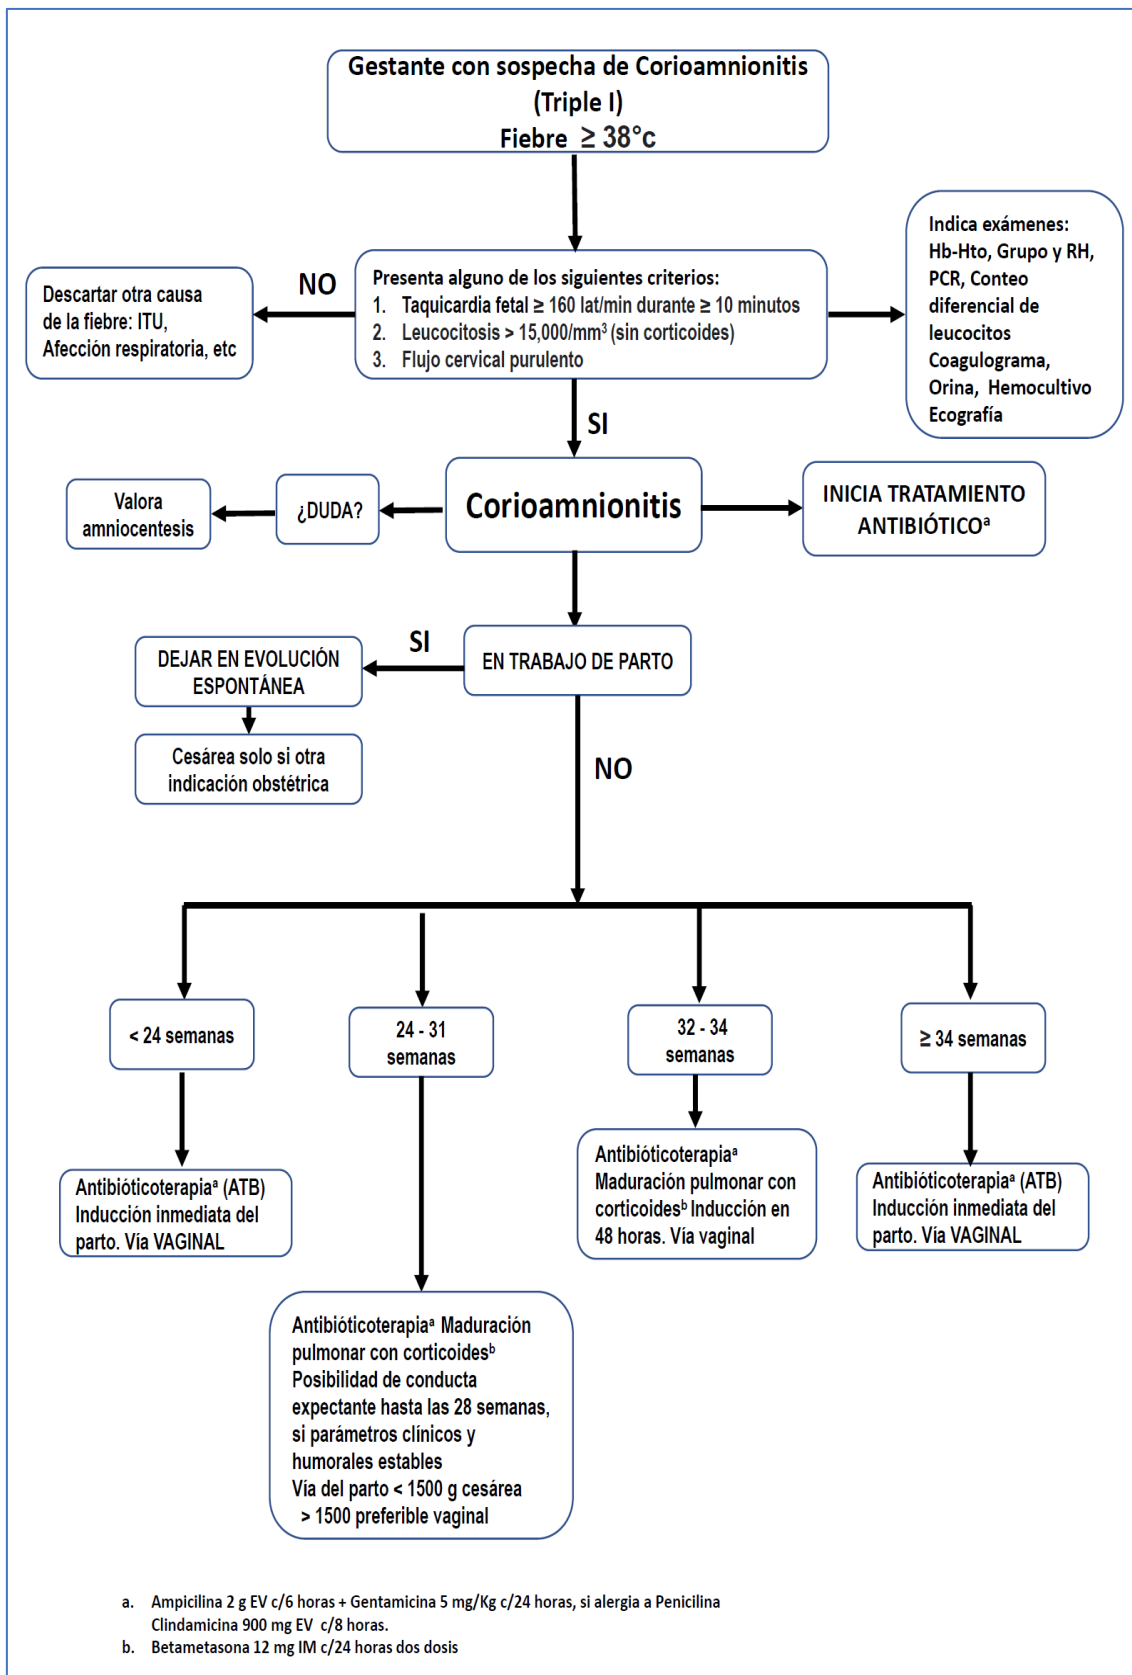 Gestante con sospecha de Corioamnionitis
(Triple I)
Fiebre ≥ 38°c
Indica exámenes:
Hb-Hto, Grupo y RH,
PCR, Conteo
diferencial de
leucocitos
Coagulograma,
Orina, Hemocultivo
Ecografía
Presenta alguno de los siguientes criterios:
1. Taquicardia fetal ≥ 160 lat/min durante ≥ 10 minutos
2. Leucocitosis > 15,000/mm³ (sin corticoides)
3. Flujo cervical purulento
NO
Descartar otra causa
de la fiebre: ITU,
Afección respiratoria, etc
SI
Corioamnionitis
¿DUDA?
Valora
amniocentesis
INICIA TRATAMIENTO
ANTIBIÓTICOᵃ
EN TRABAJO DE PARTO
SI
DEJAR EN EVOLUCIÓN
ESPONTÁNEA
Cesárea solo si otra
indicación obstétrica
NO
< 24 semanas
24 - 31
semanas
32 - 34
semanas
≥ 34 semanas
Antibióticoterapiaᵃ (ATB)
Inducción inmediata del
parto. Vía VAGINAL
Antibióticoterapiaᵃ Maduración
pulmonar con corticoidesᵇ
Posibilidad de conducta
expectante hasta las 28 semanas,
si parámetros clínicos y
humorales estables
Vía del parto < 1500 g cesárea
> 1500 preferible vaginal
Antibióticoterapiaᵃ
Maduración pulmonar con
corticoidesᵇ Inducción en
48 horas. Vía vaginal
Antibióticoterapiaᵃ (ATB)
Inducción inmediata del
parto. Vía VAGINAL
a. Ampicilina 2 g EV c/6 horas + Gentamicina 5 mg/Kg c/24 horas, si alergia a Penicilina
Clindamicina 900 mg EV c/8 horas.
b. Betametasona 12 mg IM c/24 horas dos dosis